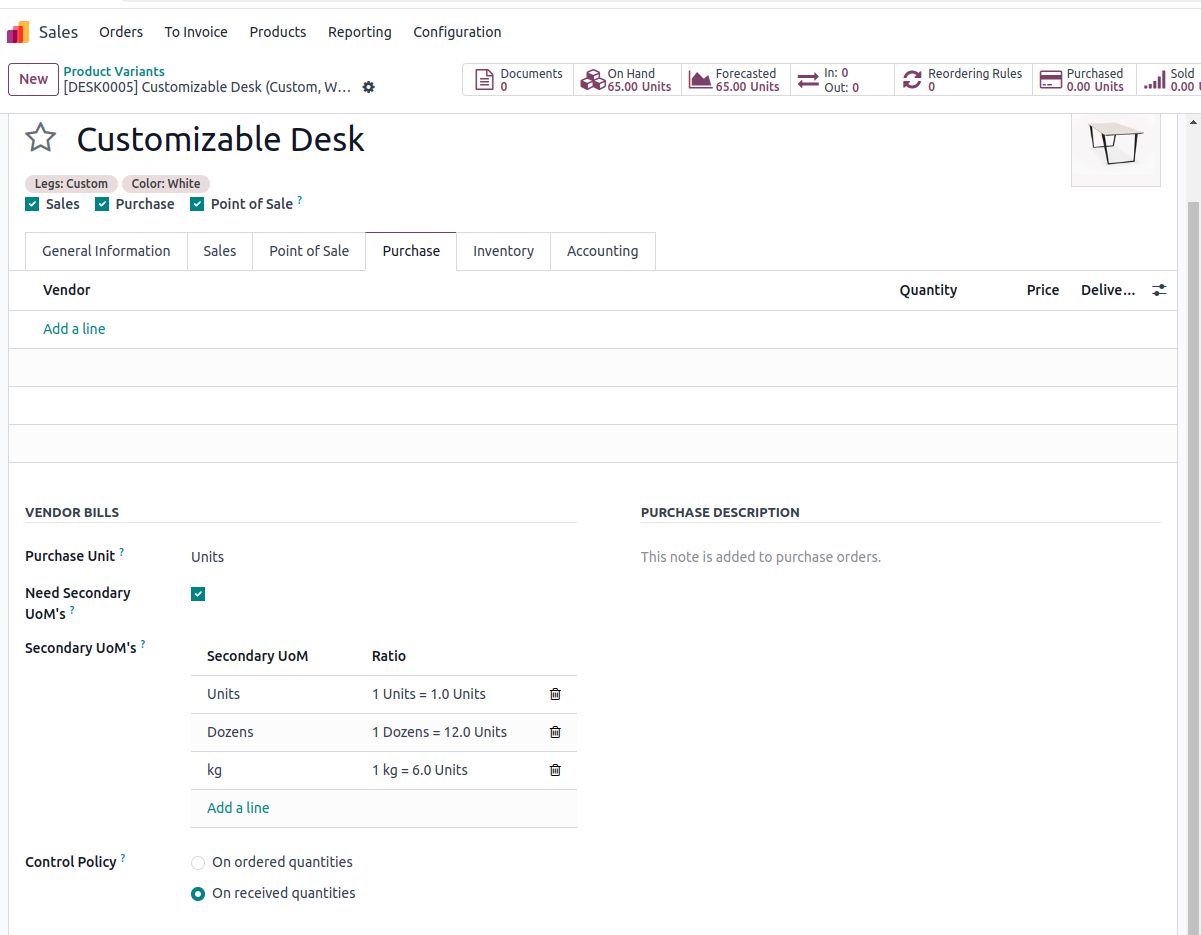 Sales Orders To Invoice Products Reporting Configuration
New Product Variants
[DESK0005] Customizable Desk (Custom, W...
Documents 0
On Hand 65.00 Units
Forecasted 65.00 Units
In: 0
Out: 0
Reordering Rules 0
Purchased 0.00 Units
Sold 0.00
Customizable Desk
Legs: Custom Color: White
Sales Purchase Point of Sale ?
General Information Sales Point of Sale Purchase Inventory Accounting
Vendor Quantity Price Delive...
Add a line
VENDOR BILLS
Purchase Unit ? Units
Need Secondary
UoM's ?
Secondary UoM's ?
Secondary UoM Ratio
Units 1 Units = 1.0 Units
Dozens 1 Dozens = 12.0 Units
kg 1 kg = 6.0 Units
Add a line
Control Policy ? On ordered quantities
On received quantities
PURCHASE DESCRIPTION
This note is added to purchase orders.